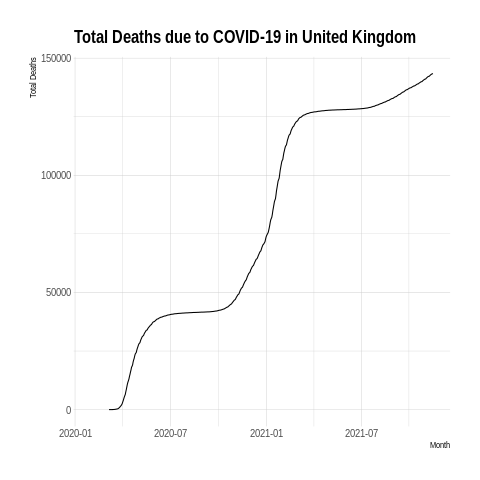 Total Deaths due to COVID-19 in United Kingdom
Total Deaths
150000
100000
50000
0
2020-01 2020-07 2021-01 2021-07
Month